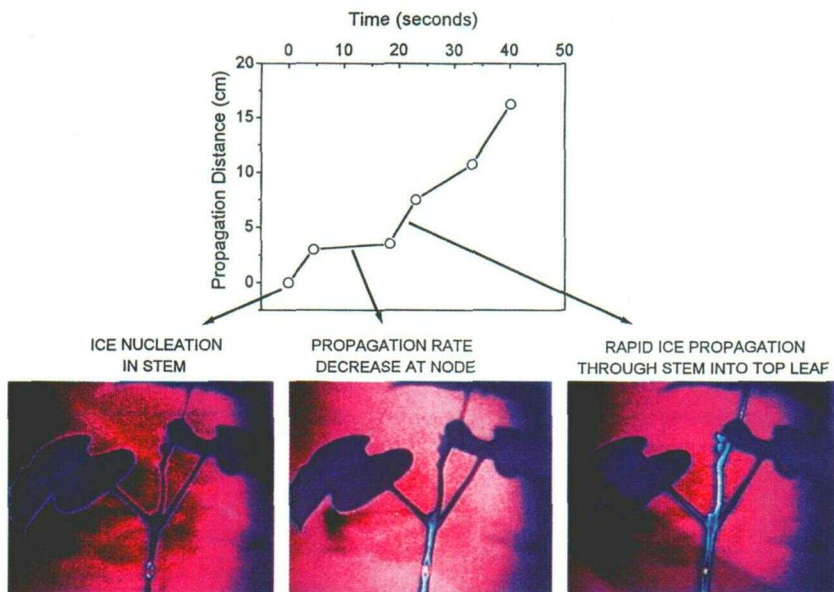 Time (seconds)
0 10 20 30 40 50
Propagation Distance (cm)
20
15
10
5
0
ICE NUCLEATION
IN STEM
PROPAGATION RATE
DECREASE AT NODE
RAPID ICE PROPAGATION
THROUGH STEM INTO TOP LEAF